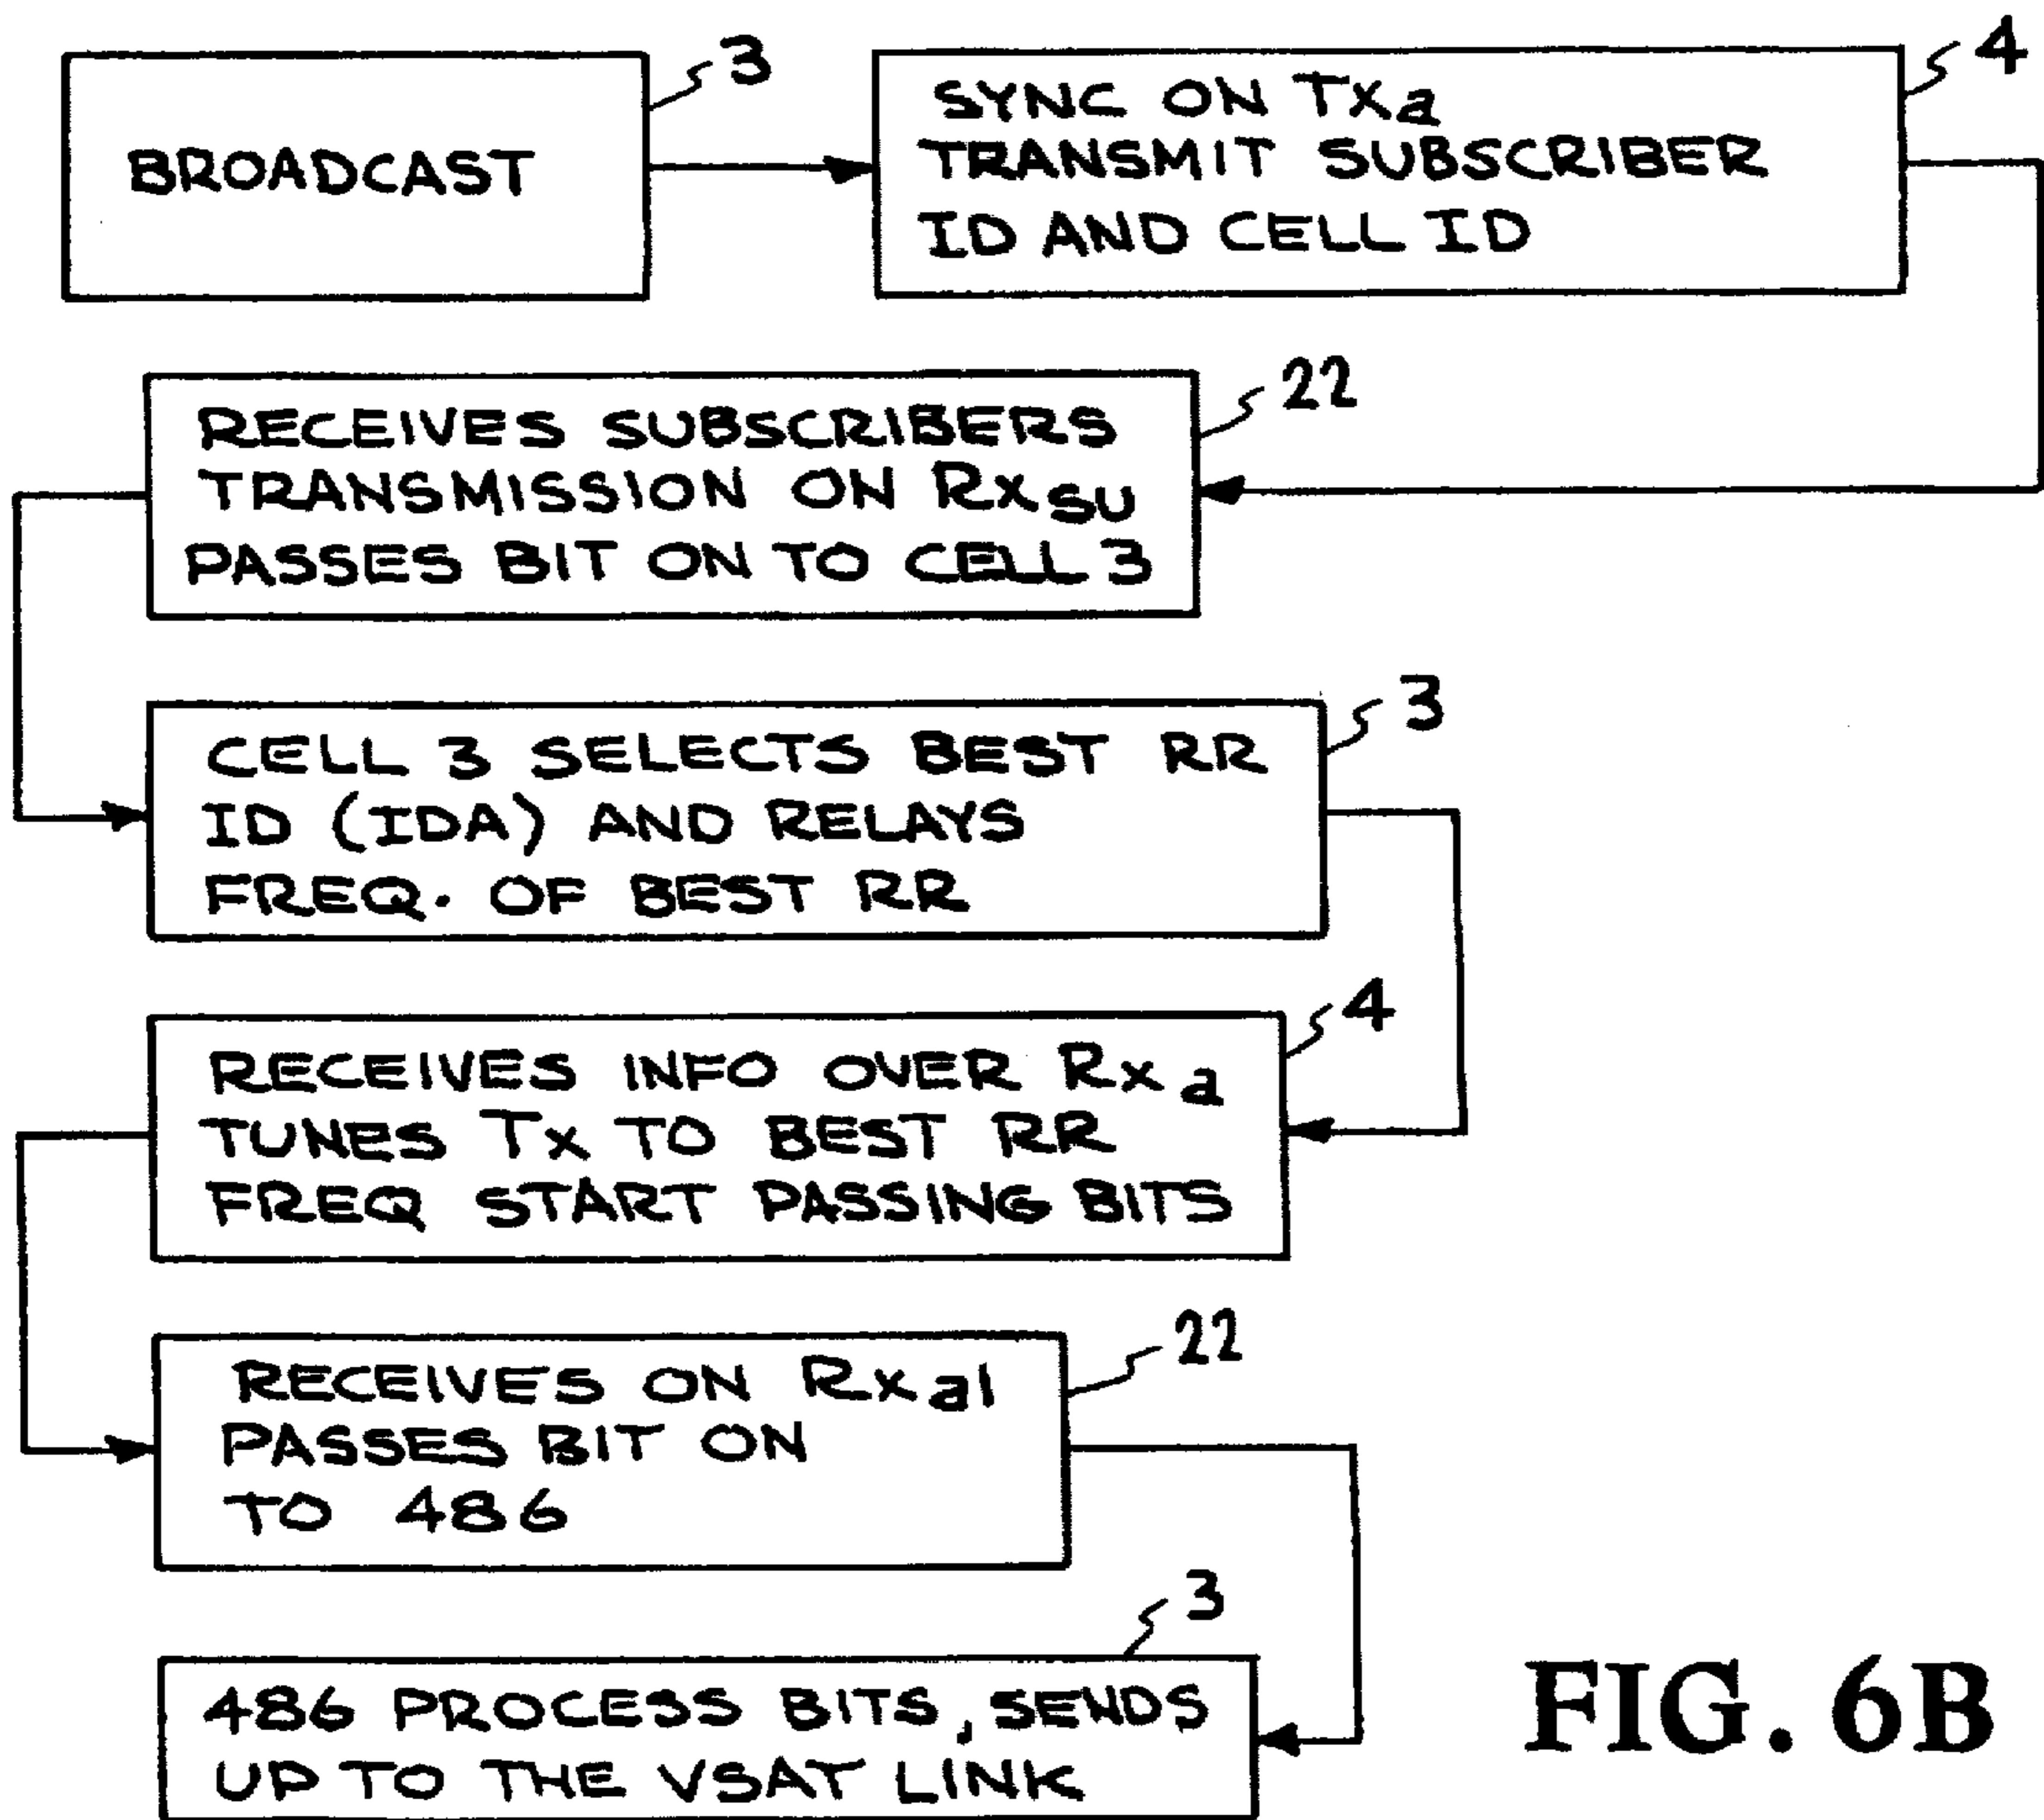 3
BROADCAST
4
SYNC ON Txa
TRANSMIT SUBSCRIBER
ID AND CELL ID
22
RECEIVES SUBSCRIBERS
TRANSMISSION ON RxSU
PASSES BIT ON TO CELL 3
3
CELL 3 SELECTS BEST RR
ID (IDA) AND RELAYS
FREQ. OF BEST RR
4
RECEIVES INFO OVER Rxa
TUNES Tx TO BEST RR
FREQ START PASSING BITS
22
RECEIVES ON Rxa1
PASSES BIT ON
TO 486
3
486 PROCESS BITS, SENDS
UP TO THE VSAT LINK
FIG. 6B